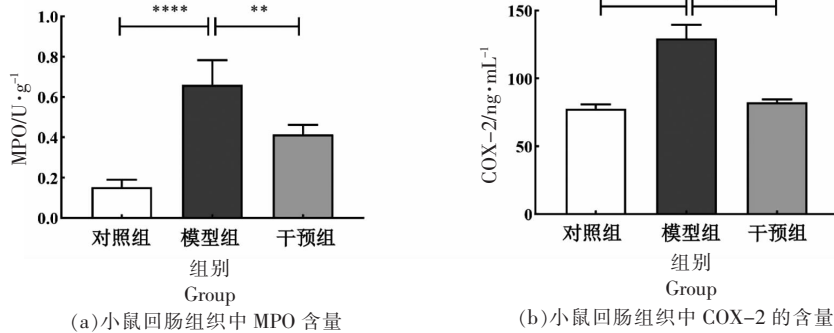 **** **
1.0
0.8
0.6
0.4
0.2
0.0
MPO/U·g⁻¹
对照组 模型组 干预组
组别
Group
(a)小鼠回肠组织中 MPO 含量
150
100
50
0
COX-2/ng·mL⁻¹
对照组 模型组 干预组
组别
Group
(b)小鼠回肠组织中 COX-2 的含量